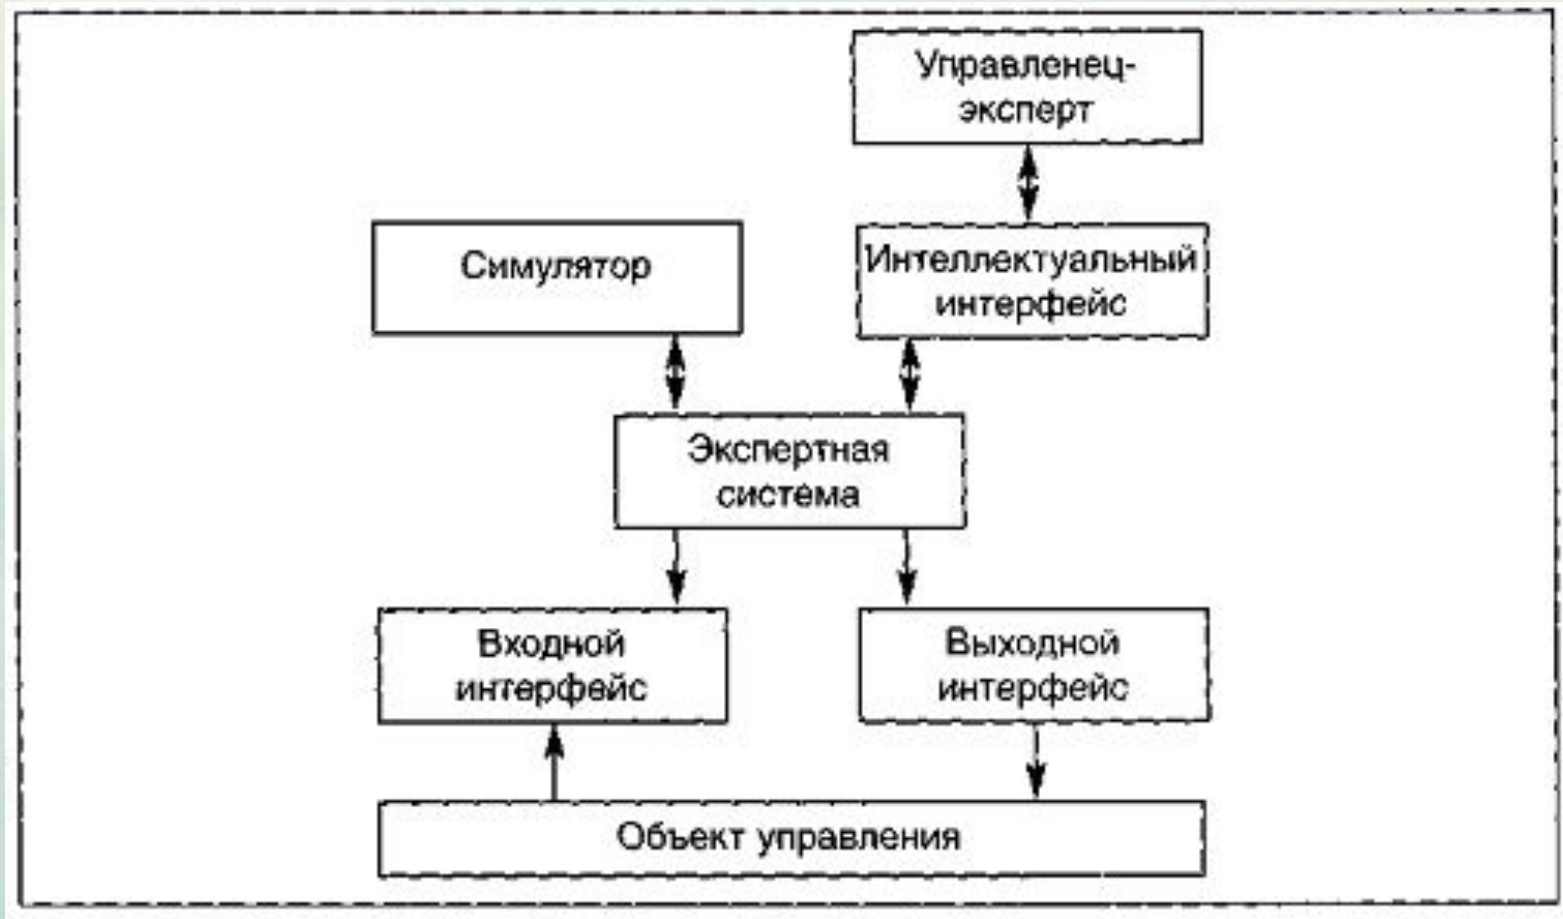 Управленец-
эксперт
Симулятор
Интеллектуальный
интерфейс
Экспертная
система
Входной
интерфейс
Выходной
интерфейс
Объект управления